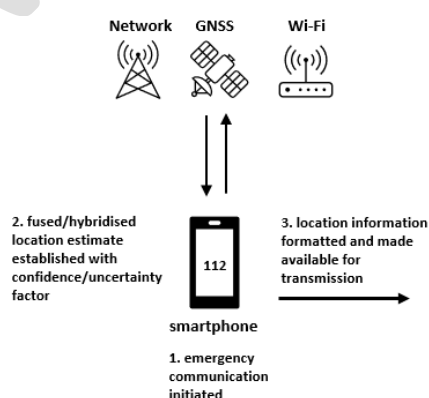 Network GNSS Wi-Fi
2. fused/hybridised
location estimate
established with
confidence/uncertainty
factor
112
3. location information
formatted and made
available for
transmission
smartphone
1. emergency
communication
initiated